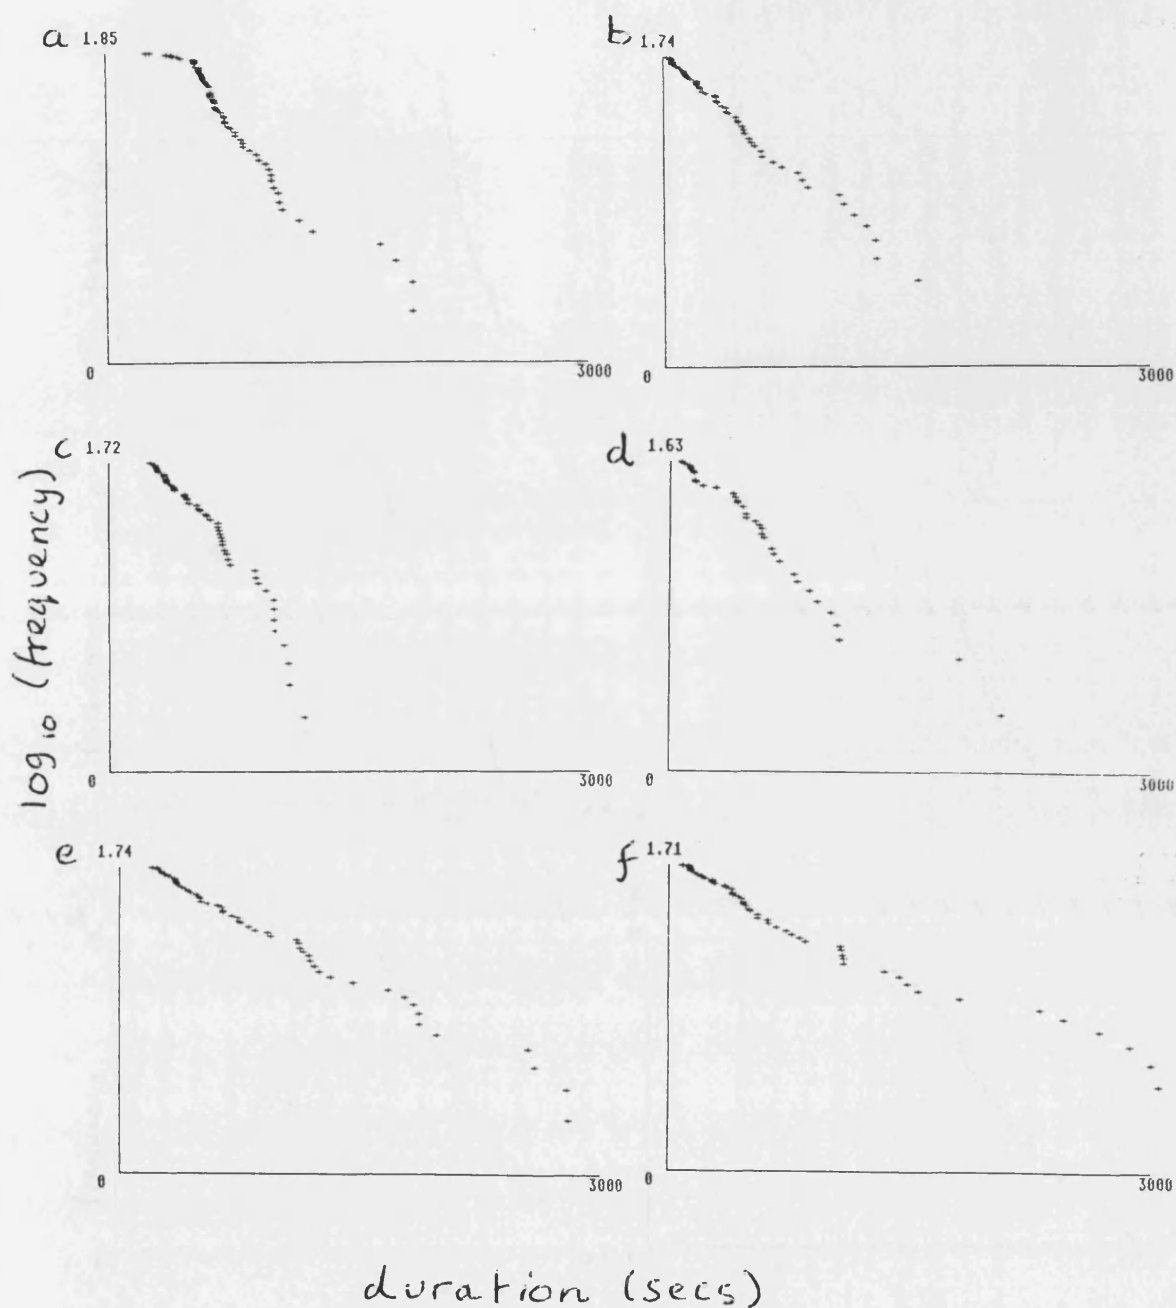 a 1.85
b 1.74
0 3000
0 3000
c 1.72
d 1.63
0 3000
0 3000
e 1.74
f 1.71
0 3000
0 3000
log₁₀ (frequency)
duration (secs)